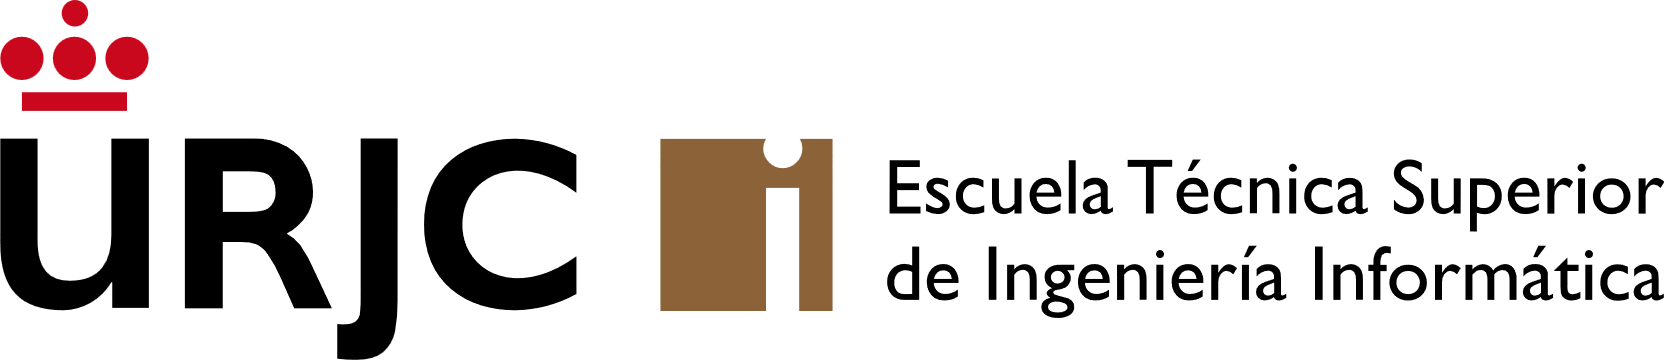 URJC
i
Escuela Técnica Superior
de Ingeniería Informática